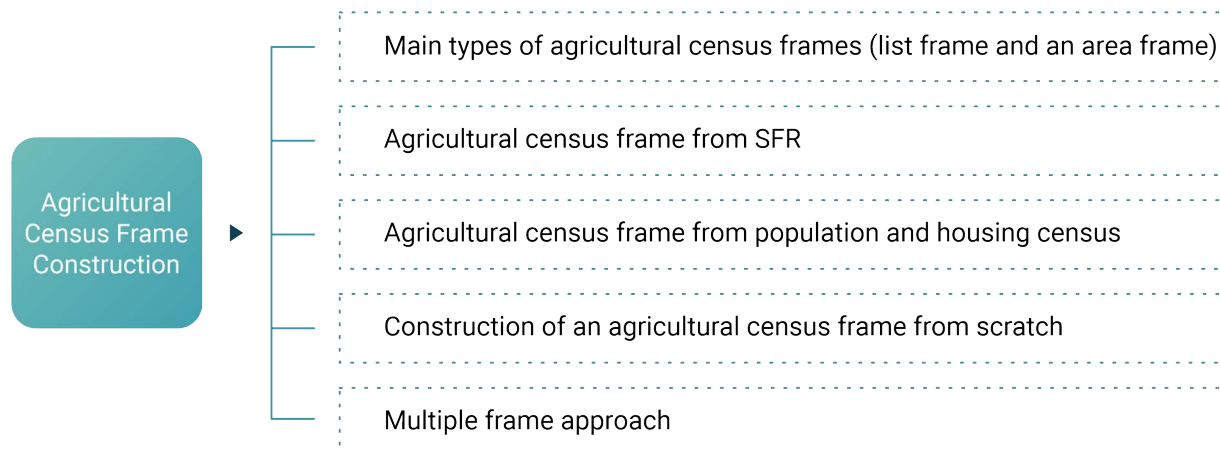 Agricultural
Census Frame
Construction
Main types of agricultural census frames (list frame and an area frame)
Agricultural census frame from SFR
Agricultural census frame from population and housing census
Construction of an agricultural census frame from scratch
Multiple frame approach